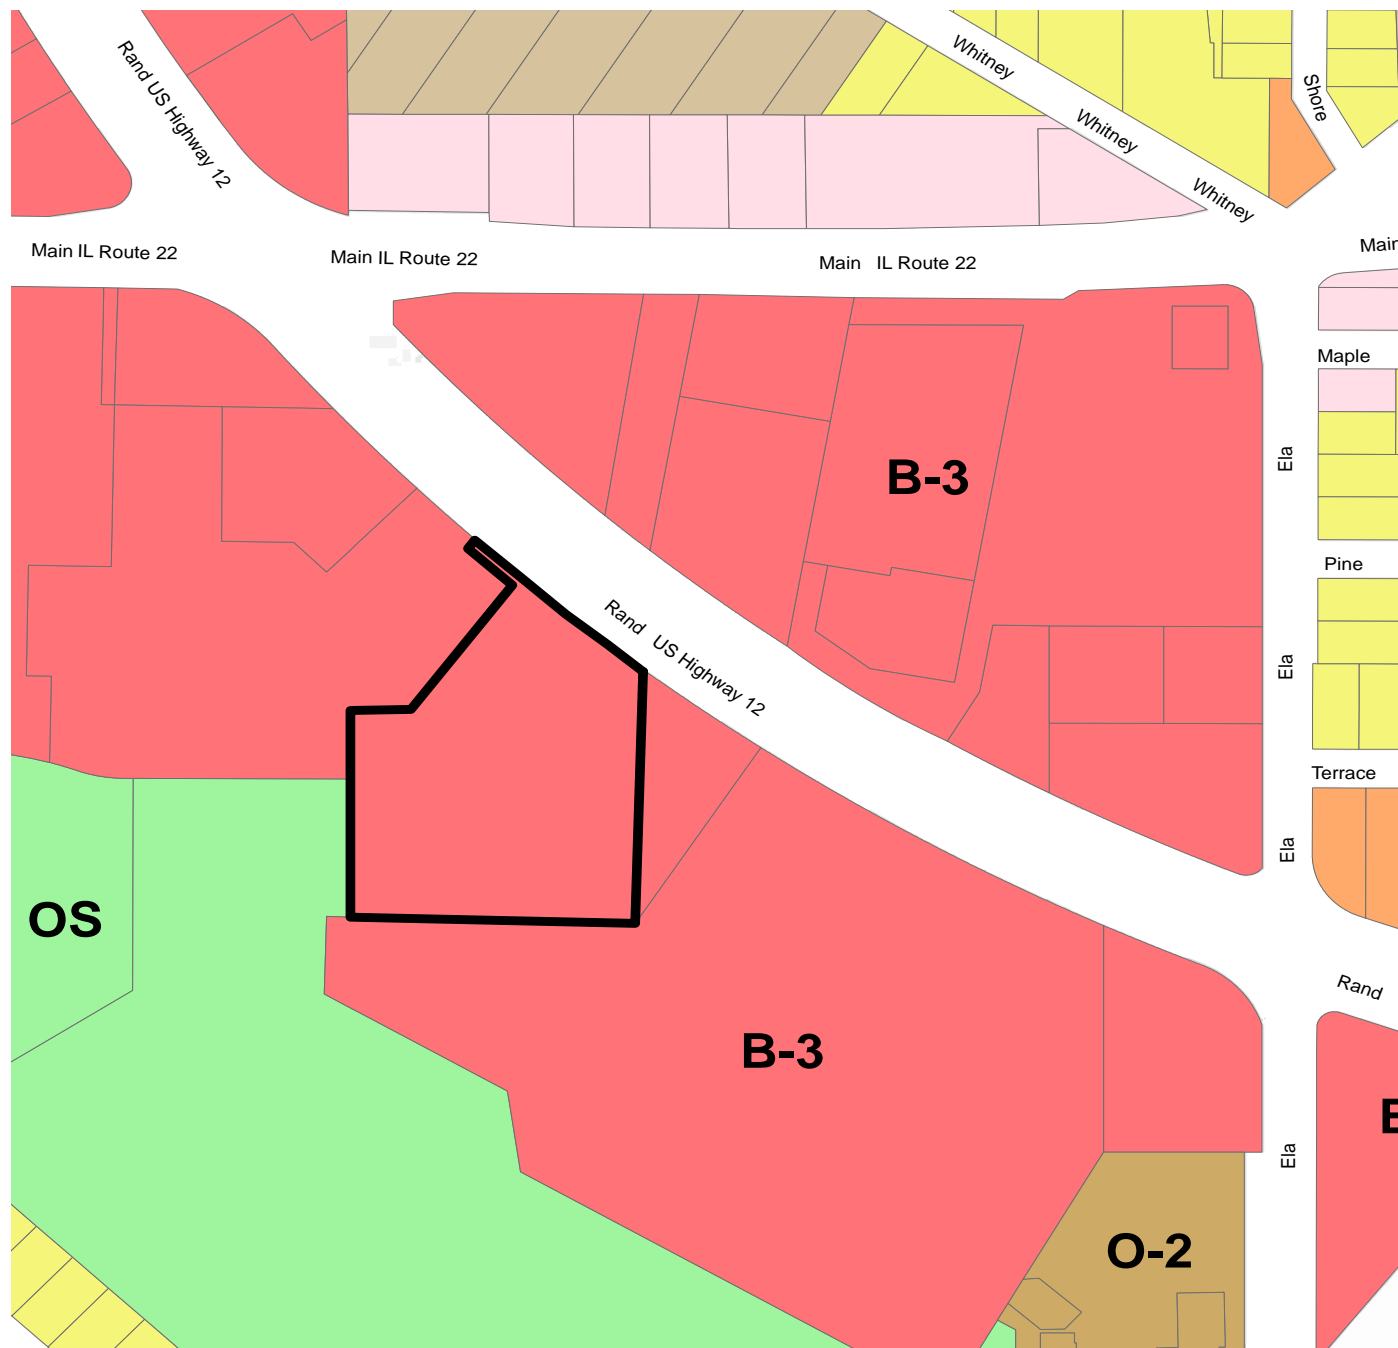 Whitney
Rand US Highway 12
Shore
Whitney
Whitney
Main IL Route 22
Main IL Route 22
Main IL Route 22
Main
Maple
B-3
Ela
Pine
Rand US Highway 12
Ela
Terrace
Ela
OS
Rand
B-3
Ela
O-2